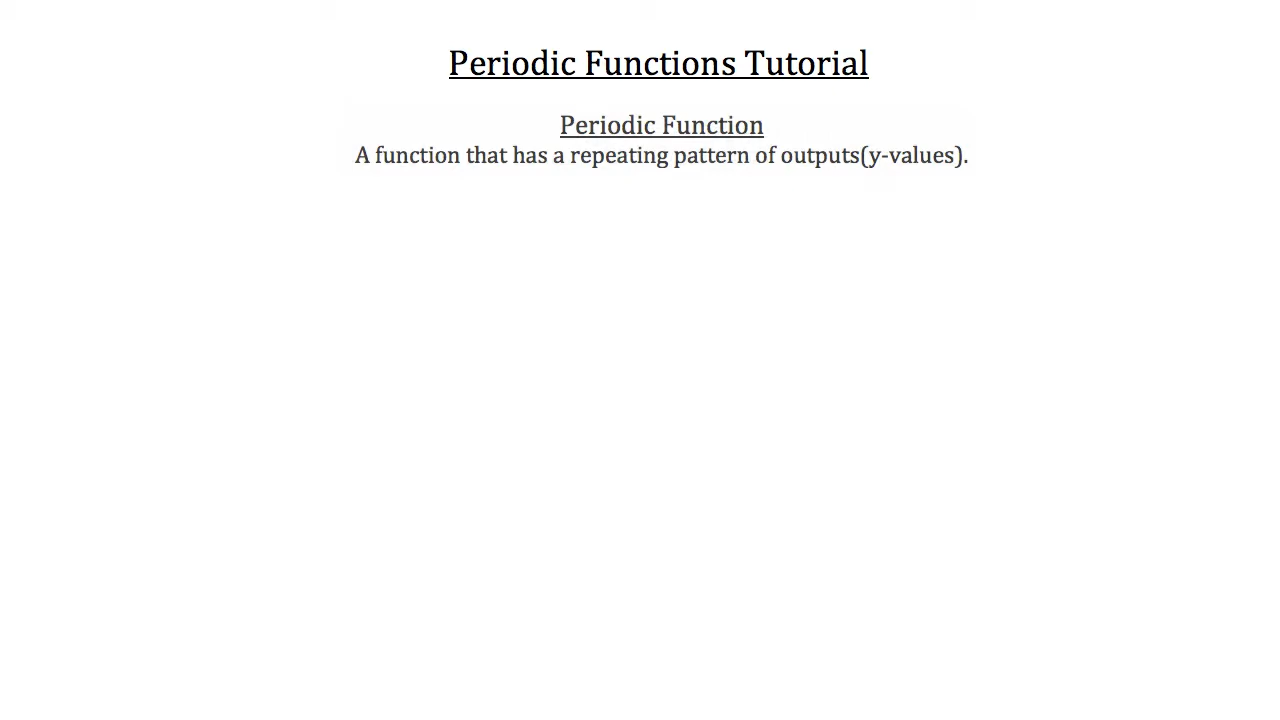 Periodic Functions Tutorial
Periodic Function
A function that has a repeating pattern of outputs(y-values).